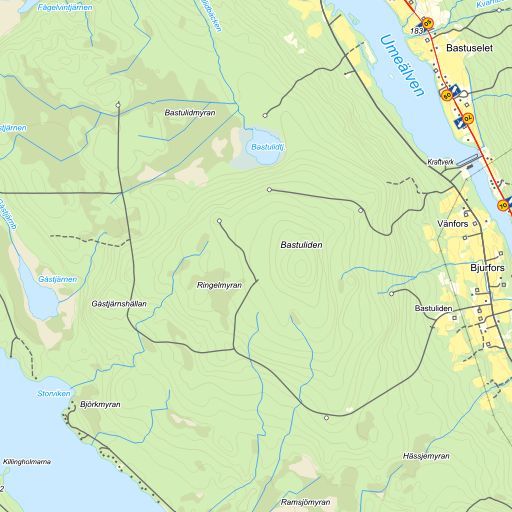 Fågelvintjärnen
Umeälven
183
Bastuselet
Bastulidmyran
Bastulidtj.
Kraftverk
Vänfors
Bastuliden
Bjurfors
Gästjärnen
Ringelmyran
Gästjärnshällan
Bastuliden
Storviken
Björkmyran
Killingholmarna
Hässjemyran
Ramsjömyran
2